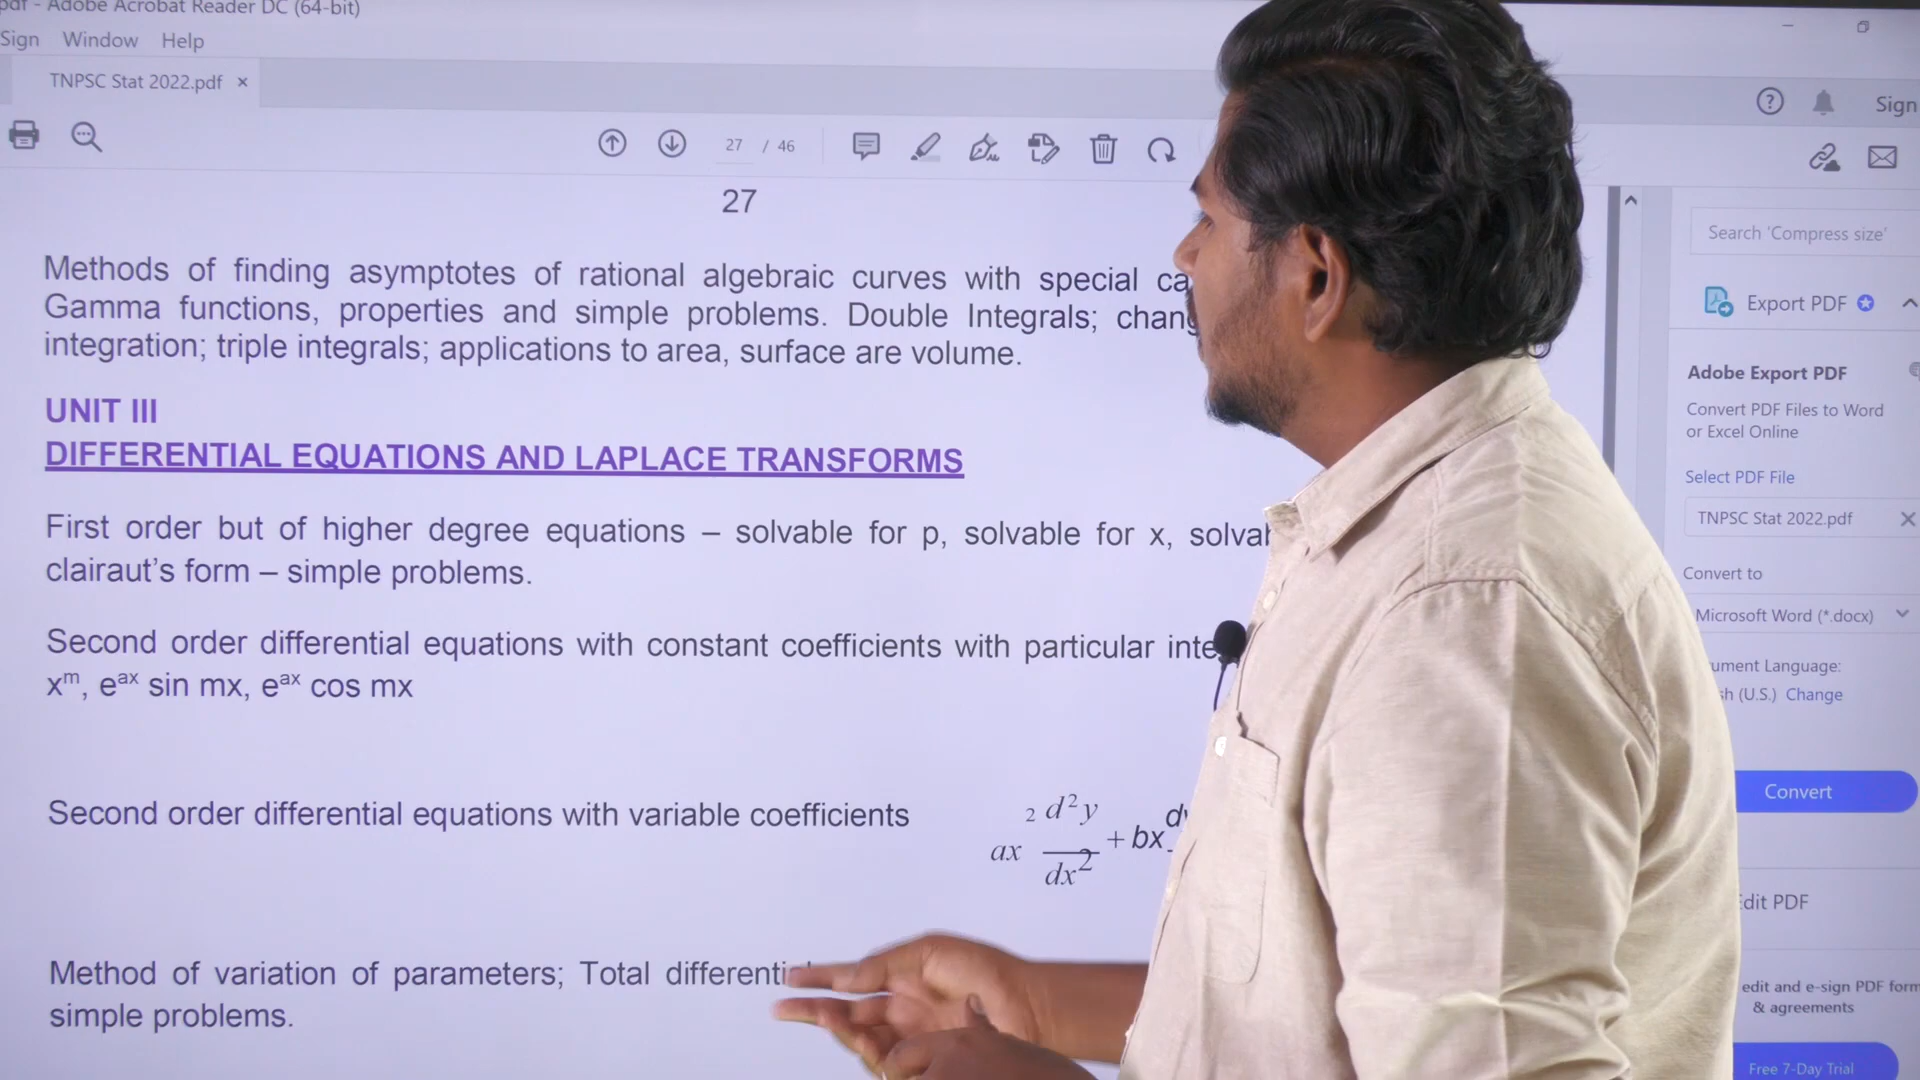 pdf - Adobe Acrobat Reader DC (64-bit)
Sign Window Help
TNPSC Stat 2022.pdf ×
Sign
27 / 46
27
Methods of finding asymptotes of rational algebraic curves with special
Gamma functions, properties and simple problems. Double Integrals;
integration; triple integrals; applications to area, surface are volume.
UNIT III
DIFFERENTIAL EQUATIONS AND LAPLACE TRANSFORMS
First order but of higher degree equations – solvable for p, solvable for x,
clairaut's form – simple problems.
Second order differential equations with constant coefficients with particular
xᵐ, eᵃˣ sin mx, eᵃˣ cos mx
Second order differential equations with variable coefficients ax² d²y/dx² + bx
Method of variation of parameters; Total
simple problems.
Search 'Compress size'
Export PDF
Adobe Export PDF
Convert PDF Files to Word
or Excel Online
Select PDF File
TNPSC Stat 2022.pdf
Convert to
Microsoft Word (*.docx)
Language:
(U.S.) Change
Convert
PDF
edit and e-sign PDF
& agreements
Free 7-Day Trial